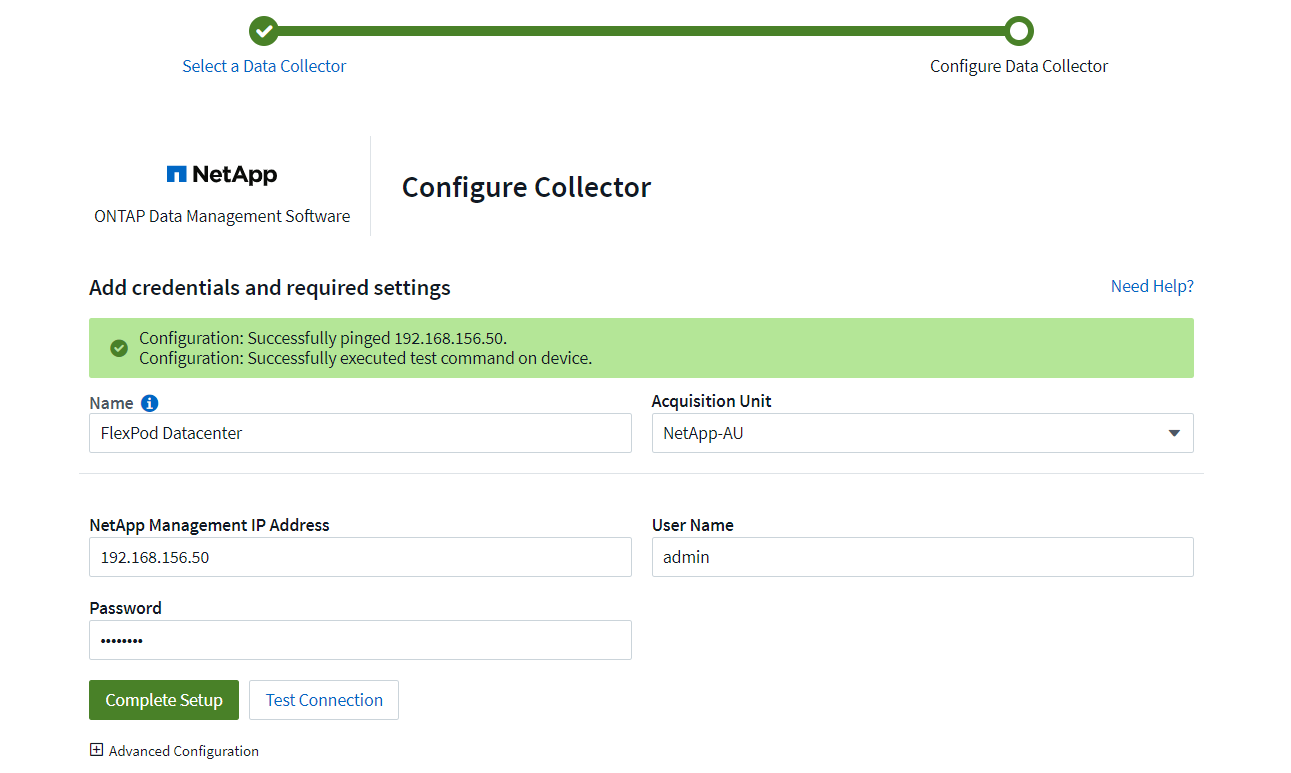 Select a Data Collector
Configure Data Collector
NetApp
ONTAP Data Management Software
Configure Collector
Add credentials and required settings
Need Help?
Configuration: Successfully pinged 192.168.156.50.
Configuration: Successfully executed test command on device.
Name
Acquisition Unit
FlexPod Datacenter
NetApp-AU
NetApp Management IP Address
User Name
192.168.156.50
admin
Password
••••••••
Complete Setup
Test Connection
Advanced Configuration